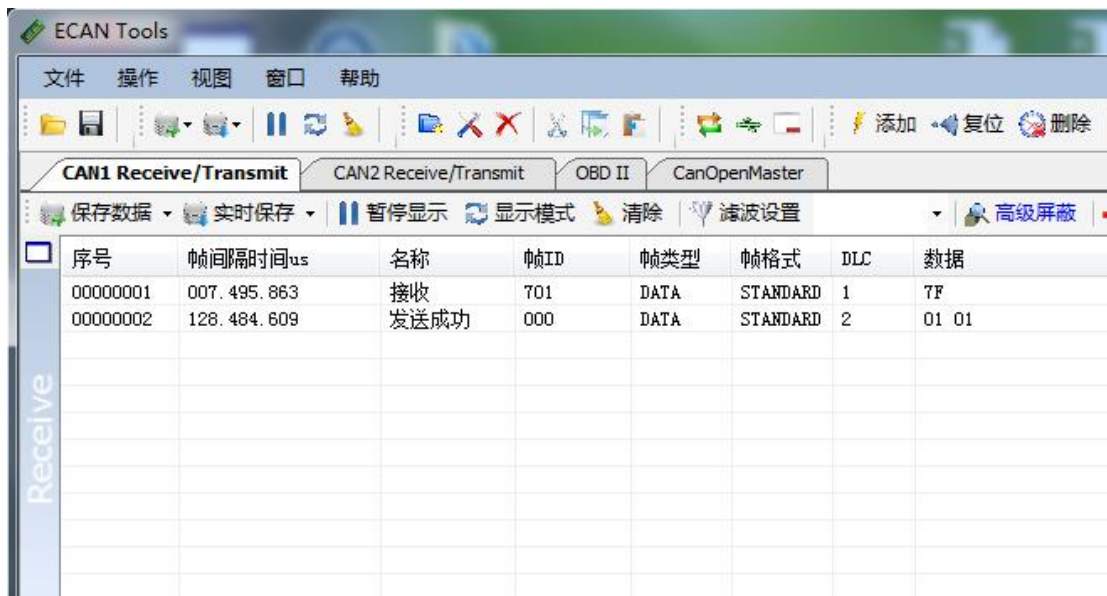 ECAN Tools
文件 操作 视图 窗口 帮助
添加 复位 删除
CAN1 Receive/Transmit CAN2 Receive/Transmit OBD II CanOpenMaster
保存数据 实时保存 暂停显示 显示模式 清除 滤波设置 高级屏蔽
序号 帧间隔时间us 名称 帧ID 帧类型 帧格式 DLC 数据
00000001 007.495.863 接收 701 DATA STANDARD 1 7F
00000002 128.484.609 发送成功 000 DATA STANDARD 2 01 01
Receive